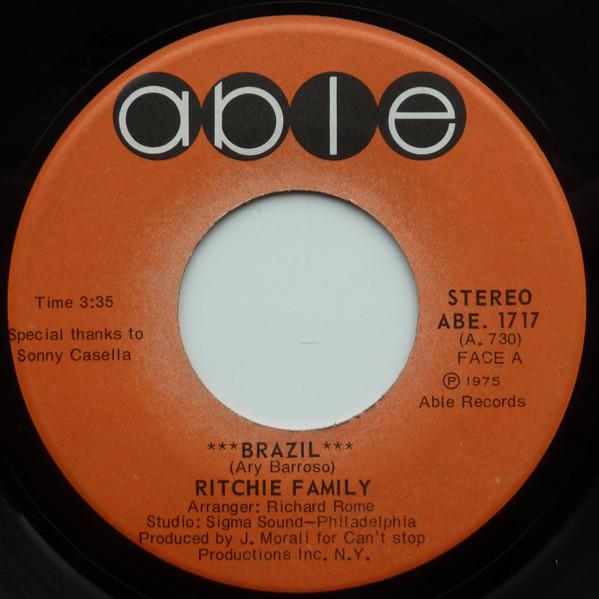 able
Time 3:35
Special thanks to
Sonny Casella
STEREO
ABE. 1717
(A. 730)
FACE A
℗ 1975
Able Records
***BRAZIL***
(Ary Barroso)
RITCHIE FAMILY
Arranger: Richard Rome
Studio: Sigma Sound–Philadelphia
Produced by J. Morali for Can't stop
Productions Inc. N.Y.